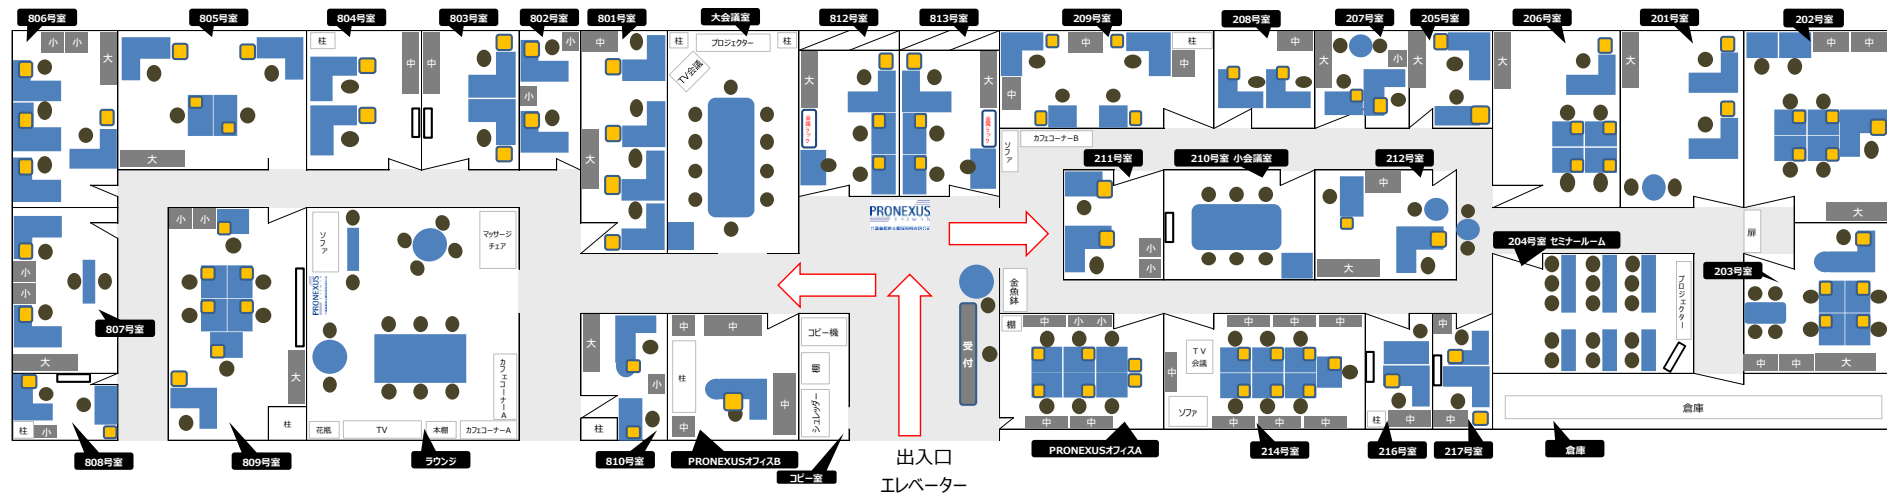 806号室
805号室
804号室
803号室
802号室
801号室
大会議室
812号室
813号室
209号室
208号室
207号室
205号室
206号室
201号室
202号室
小
小
大
大
柱
中
中
小
小
中
大
柱
プロジェクター
柱
TV会議
大
金属ラック
大
金属ラック
中
柱
中
中
中
大
大
大
大
中
中
大
ソファ
カフェコーナーB
211号室
210号室 小会議室
212号室
小
小
中
大
PRONEXUS
小
小
ソファ
PRONEXUS
マッサージ
チェア
大
柱
花瓶
TV
本棚
カフェコーナーA
カフェコーナーA
小
小
大
807号室
柱
小
808号室
809号室
ラウンジ
大
小
柱
810号室
中
中
柱
中
中
PRONEXUSオフィスB
コピー機
棚
シュレッダー
コピー室
受付
出入口
エレベーター
金魚鉢
棚
中
小
小
中
中
中
PRONEXUSオフィスA
中
TV
会議
ソファ
中
中
中
中
中
中
214号室
柱
中
216号室
中
中
217号室
204号室 セミナールーム
プロジェクター
扉
203号室
中
中
大
倉庫
倉庫